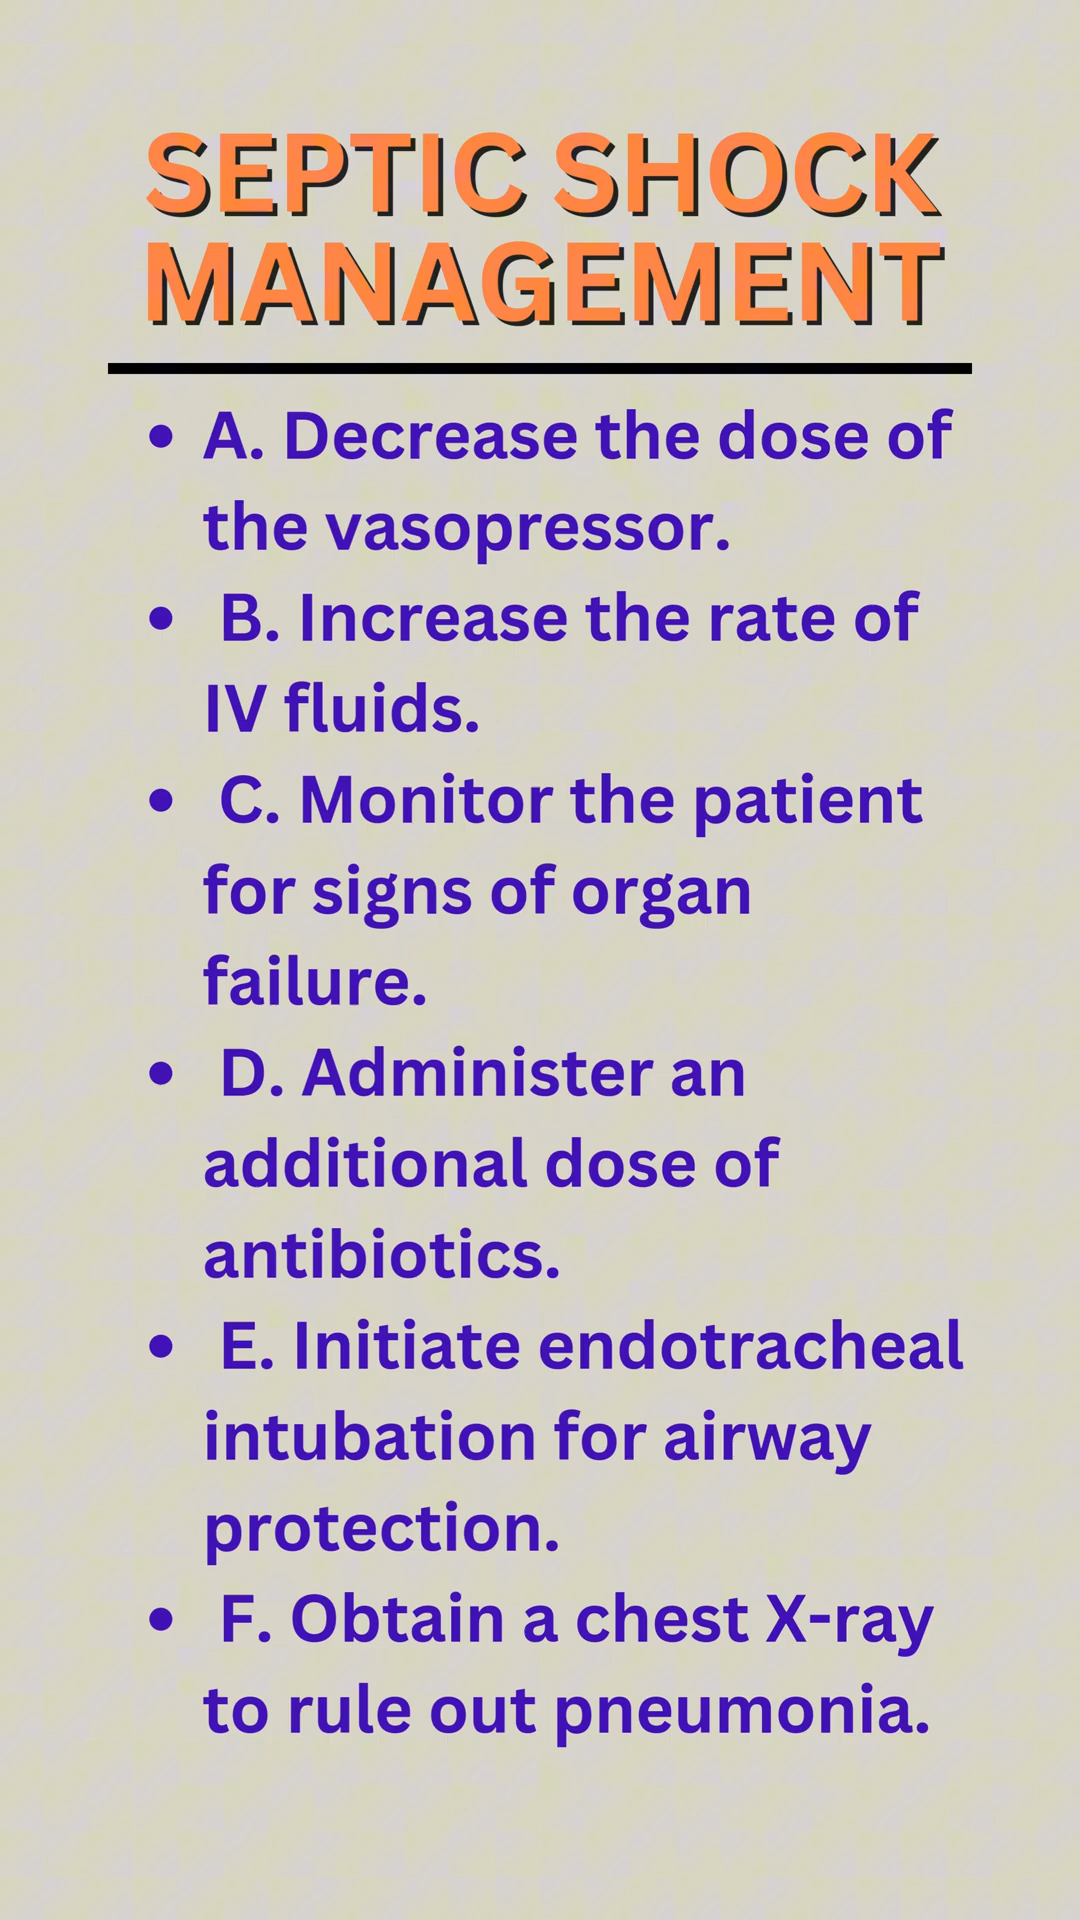 SEPTIC SHOCK
MANAGEMENT
• A. Decrease the dose of
the vasopressor.
• B. Increase the rate of
IV fluids.
• C. Monitor the patient
for signs of organ
failure.
• D. Administer an
additional dose of
antibiotics.
• E. Initiate endotracheal
intubation for airway
protection.
• F. Obtain a chest X-ray
to rule out pneumonia.